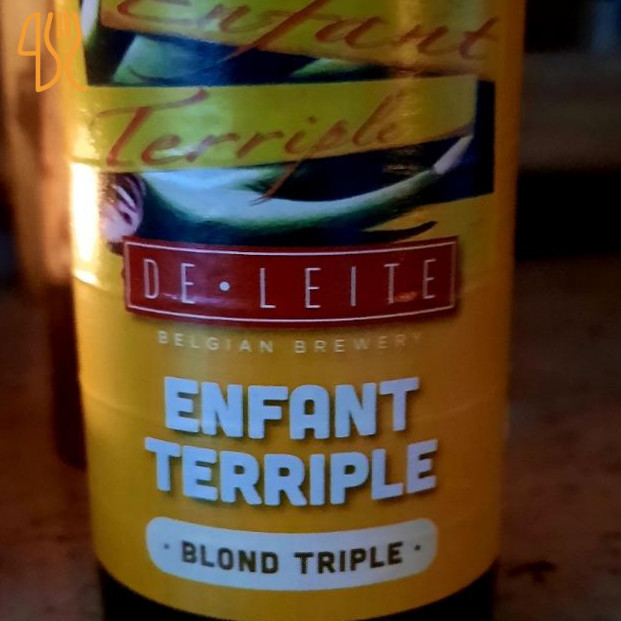 Enfant
Terriple
DE • LEITE
BELGIAN BREWERY
ENFANT
TERRIPLE
· BLOND TRIPLE ·